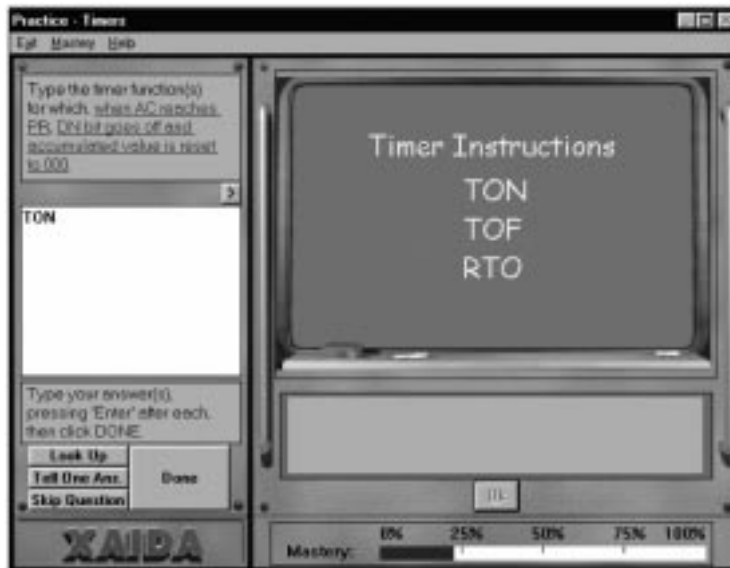 Practice - Timers
Exit Mastery Help
Type the timer function(s)
for which, when AC reaches
PR, DN bit goes off and
accumulated value is reset
to 000
>
TON
Type your answer(s),
pressing 'Enter' after each,
then click DONE.
Look Up
Tell One Ans.
Skip Question
Done
XAIDA
Timer Instructions
TON
TOF
RTO
0% 25% 50% 75% 100%
Mastery: